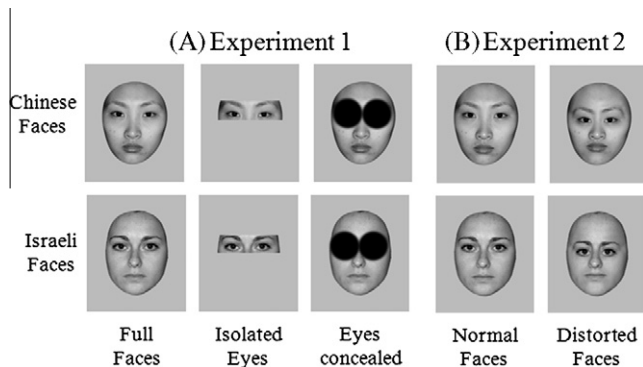 (A) Experiment 1 (B) Experiment 2
Chinese
Faces
Israeli
Faces
Full Isolated Eyes Normal Distorted
Faces Eyes concealed Faces Faces